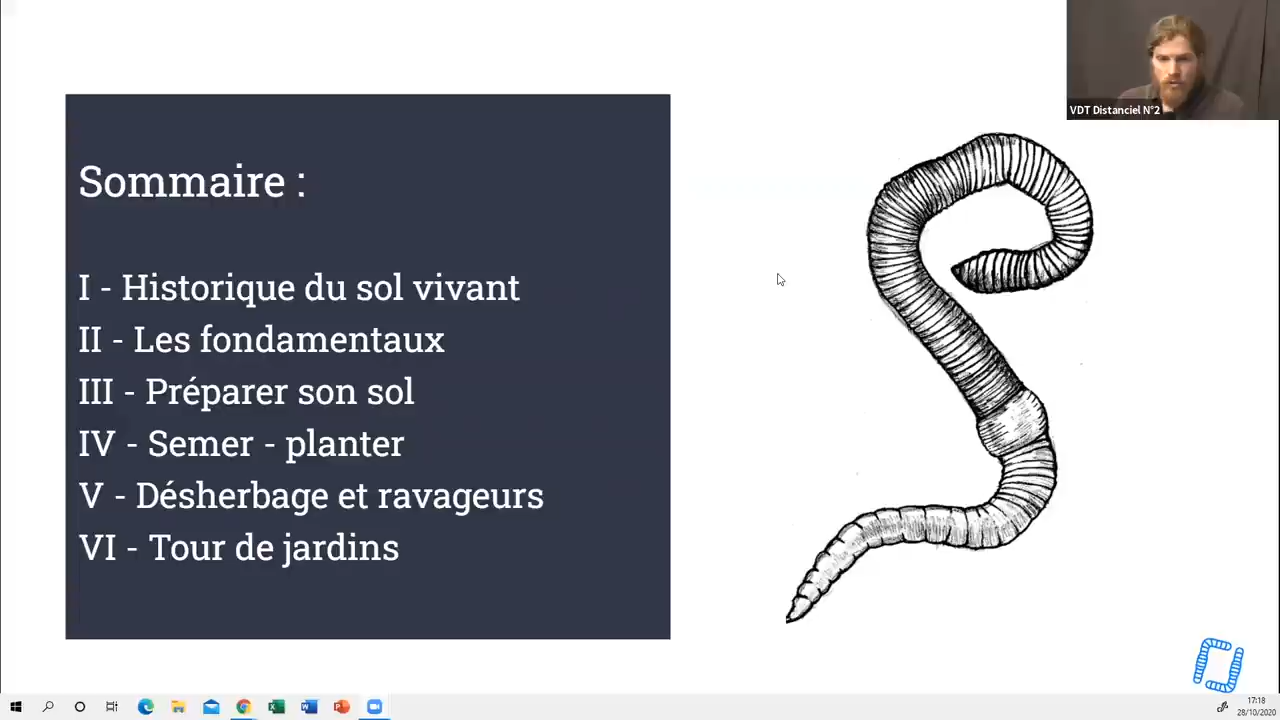 VDT Distanciel N°2
Sommaire :
I - Historique du sol vivant
II - Les fondamentaux
III - Préparer son sol
IV - Semer - planter
V - Désherbage et ravageurs
VI - Tour de jardins
17:18
28/10/2020